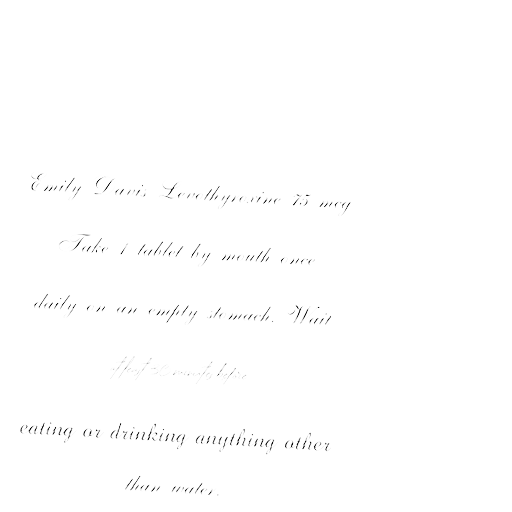 Emily Davis Levothyroxine 75 mcg
Take 1 tablet by mouth once
daily on an empty stomach. Wait
eating or drinking anything other
than water.